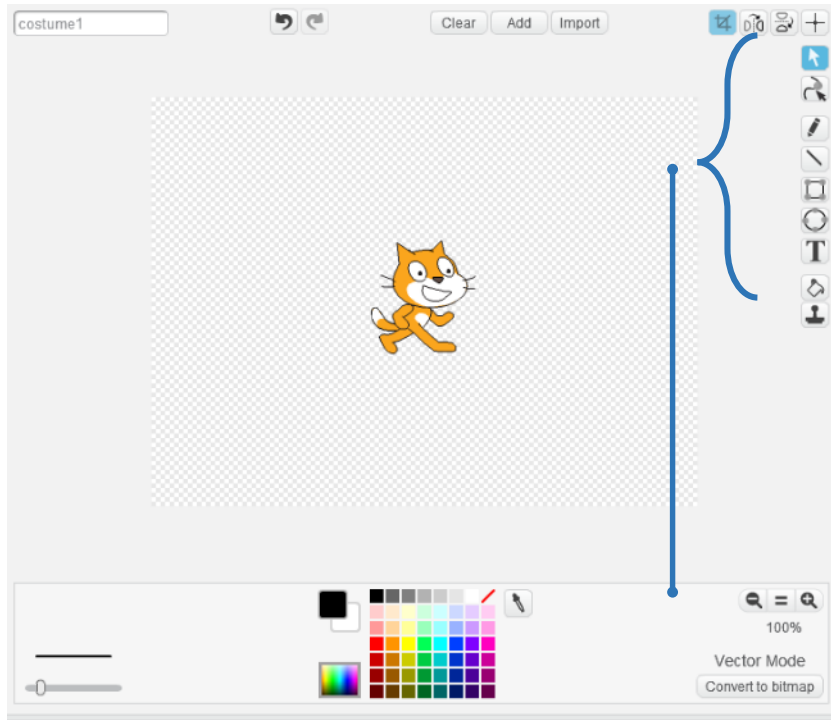 costume1
Clear Add Import
T
100%
Vector Mode
Convert to bitmap